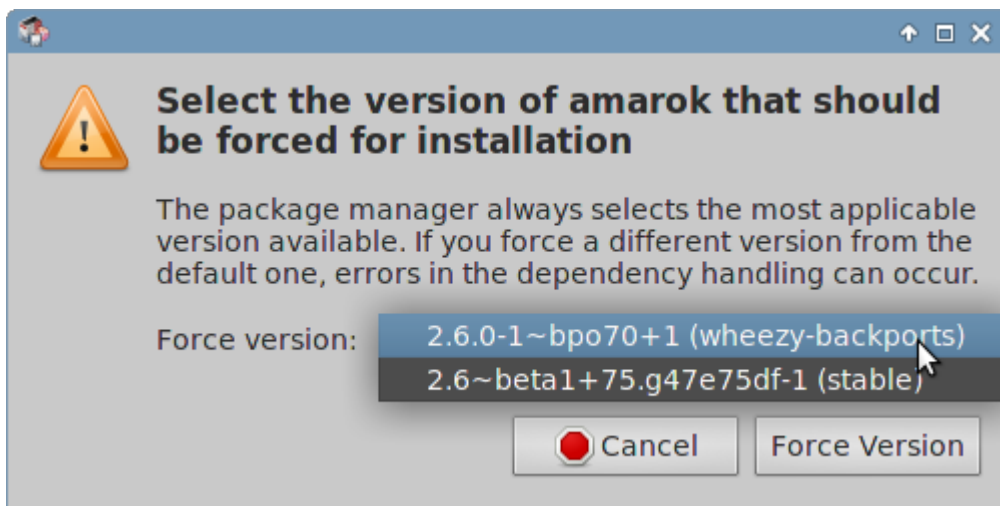 Select the version of amarok that should
be forced for installation
The package manager always selects the most applicable
version available. If you force a different version from the
default one, errors in the dependency handling can occur.
Force version:
2.6.0-1~bpo70+1 (wheezy-backports)
2.6~beta1+75.g47e75df-1 (stable)
Cancel
Force Version